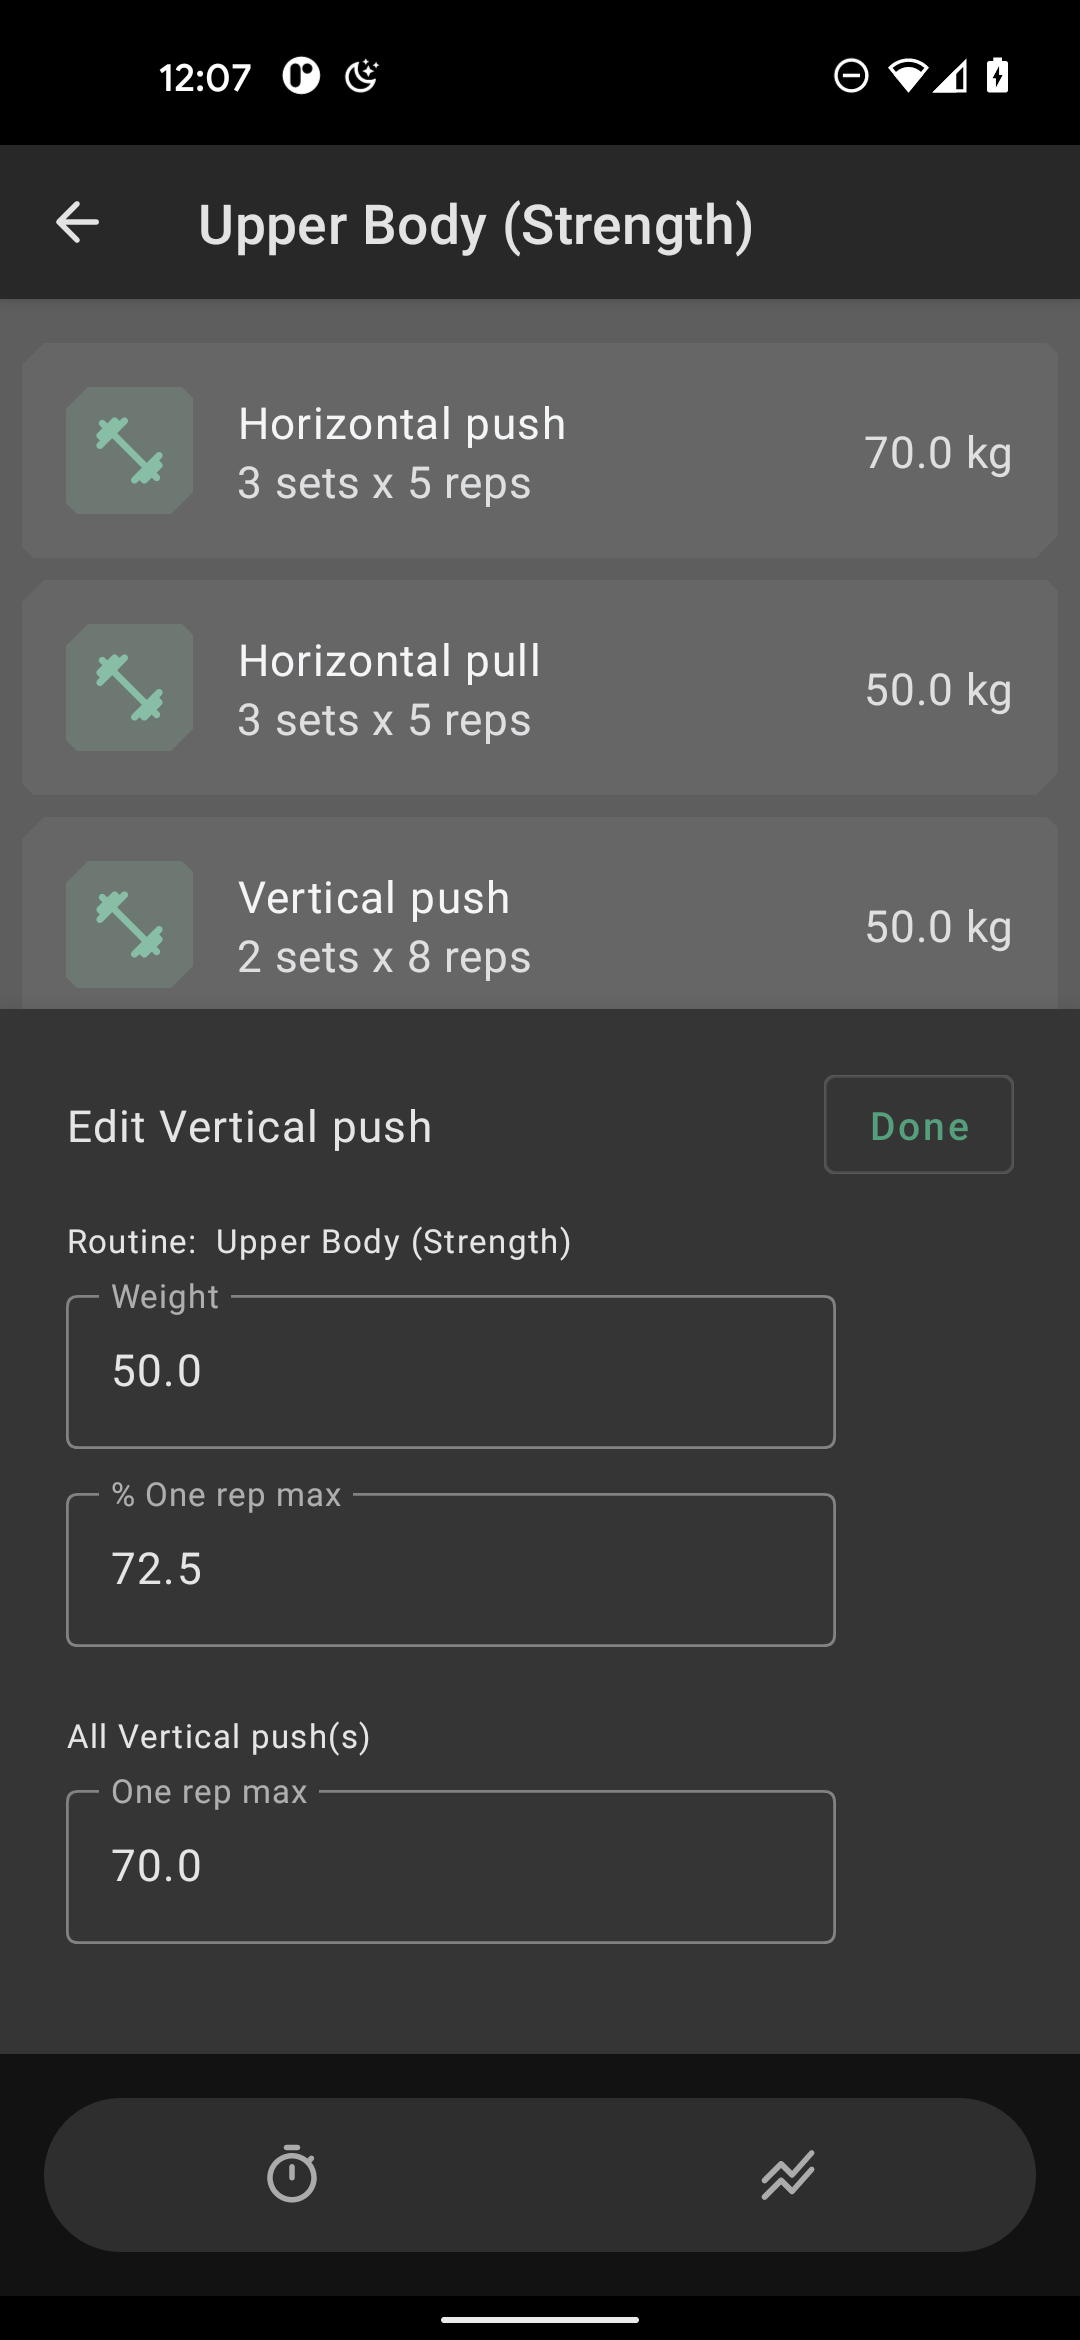 12:07
Upper Body (Strength)
Horizontal push
3 sets x 5 reps
70.0 kg
Horizontal pull
3 sets x 5 reps
50.0 kg
Vertical push
2 sets x 8 reps
50.0 kg
Edit Vertical push
Done
Routine: Upper Body (Strength)
Weight
50.0
% One rep max
72.5
All Vertical push(s)
One rep max
70.0